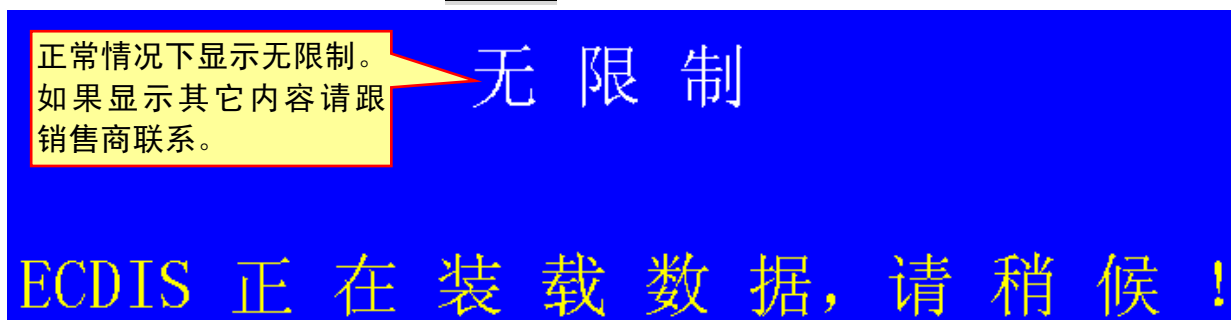 正常情况下显示无限制。
如果显示其它内容请跟
销售商联系。
无 限 制
ECDIS 正 在 装 载 数 据, 请 稍 候 !